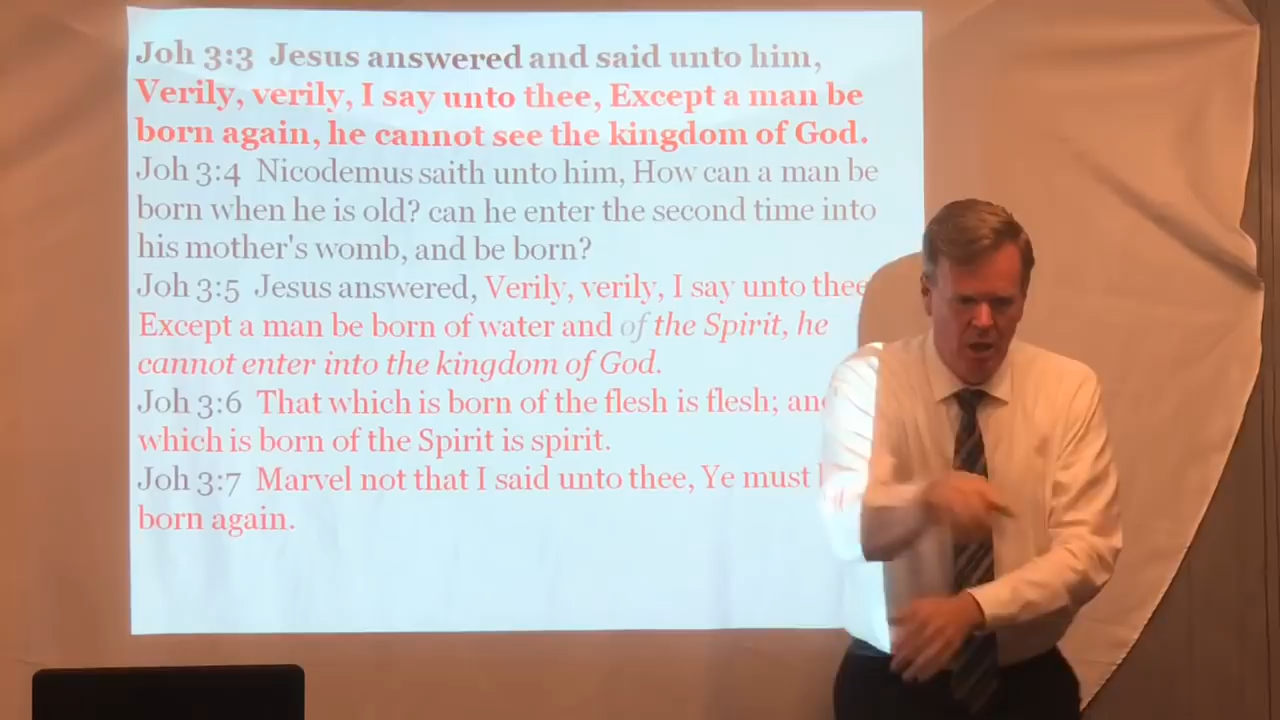 Joh 3:3 Jesus answered and said unto him,
Verily, verily, I say unto thee, Except a man be
born again, he cannot see the kingdom of God.
Joh 3:4 Nicodemus saith unto him, How can a man be
born when he is old? can he enter the second time into
his mother's womb, and be born?
Joh 3:5 Jesus answered, Verily, verily, I say unto thee
Except a man be born of water and of the Spirit, he
cannot enter into the kingdom of God.
Joh 3:6 That which is born of the flesh is flesh;
which is born of the Spirit is spirit.
Joh 3:7 Marvel not that I said unto thee, Ye must
born again.